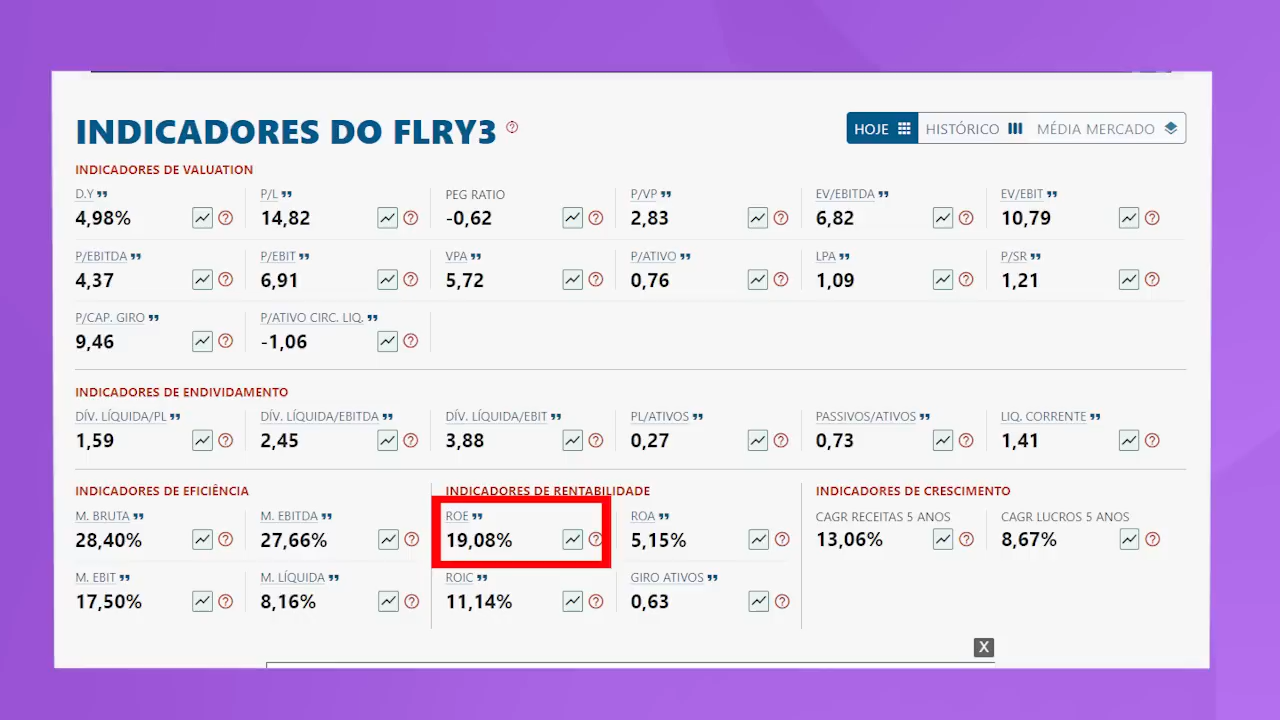 INDICADORES DO FLRY3
HOJE HISTÓRICO MÉDIA MERCADO
INDICADORES DE VALUATION
D.Y P/L PEG RATIO P/VP EV/EBITDA EV/EBIT
4,98% 14,82 -0,62 2,83 6,82 10,79
P/EBITDA P/EBIT VPA P/ATIVO LPA P/SR
4,37 6,91 5,72 0,76 1,09 1,21
P/CAP. GIRO P/ATIVO CIRC. LIQ.
9,46 -1,06
INDICADORES DE ENDIVIDAMENTO
DÍV. LÍQUIDA/PL DÍV. LÍQUIDA/EBITDA DÍV. LÍQUIDA/EBIT PL/ATIVOS PASSIVOS/ATIVOS LIQ. CORRENTE
1,59 2,45 3,88 0,27 0,73 1,41
INDICADORES DE EFICIÊNCIA INDICADORES DE RENTABILIDADE INDICADORES DE CRESCIMENTO
M. BRUTA M. EBITDA ROE ROA CAGR RECEITAS 5 ANOS CAGR LUCROS 5 ANOS
28,40% 27,66% 19,08% 5,15% 13,06% 8,67%
M. EBIT M. LÍQUIDA ROIC GIRO ATIVOS
17,50% 8,16% 11,14% 0,63
X